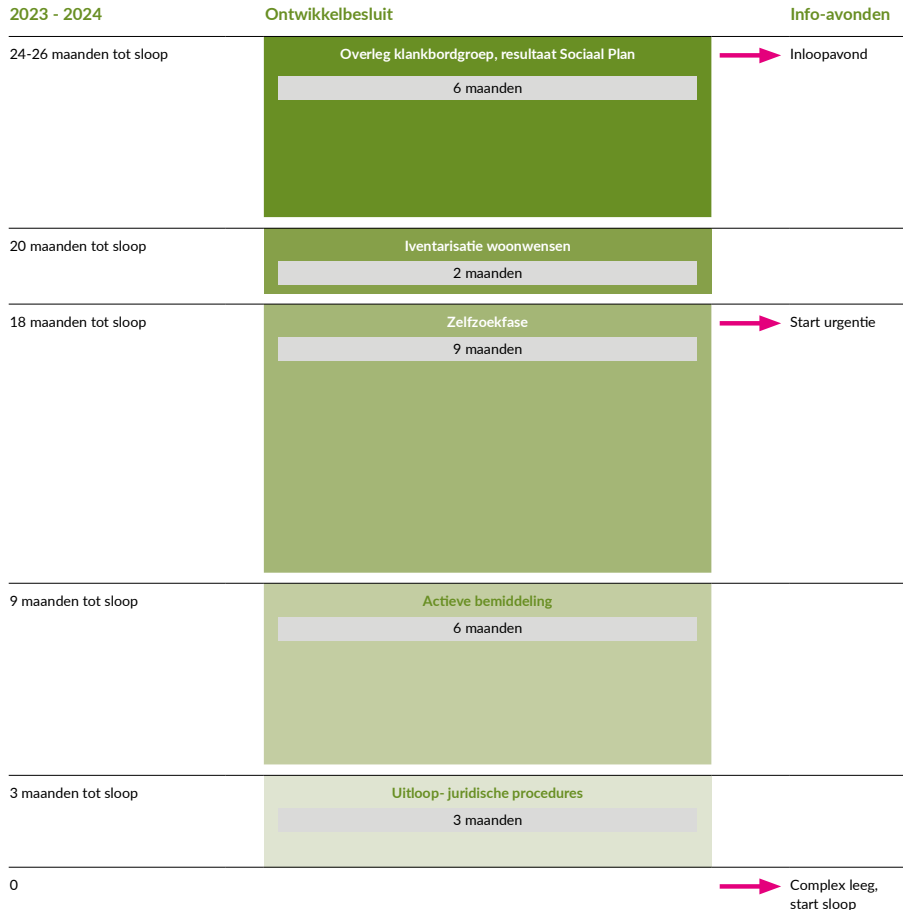 2023 - 2024 Ontwikkelbesluit Info-avonden
24-26 maanden tot sloop Overleg klankbordgroep, resultaat Sociaal Plan Inloopavond
6 maanden
20 maanden tot sloop Iventarisatie woonwensen
2 maanden
18 maanden tot sloop Zelfzoekfase Start urgentie
9 maanden
9 maanden tot sloop Actieve bemiddeling
6 maanden
3 maanden tot sloop Uitloop- juridische procedures
3 maanden
0 Complex leeg,
start sloop